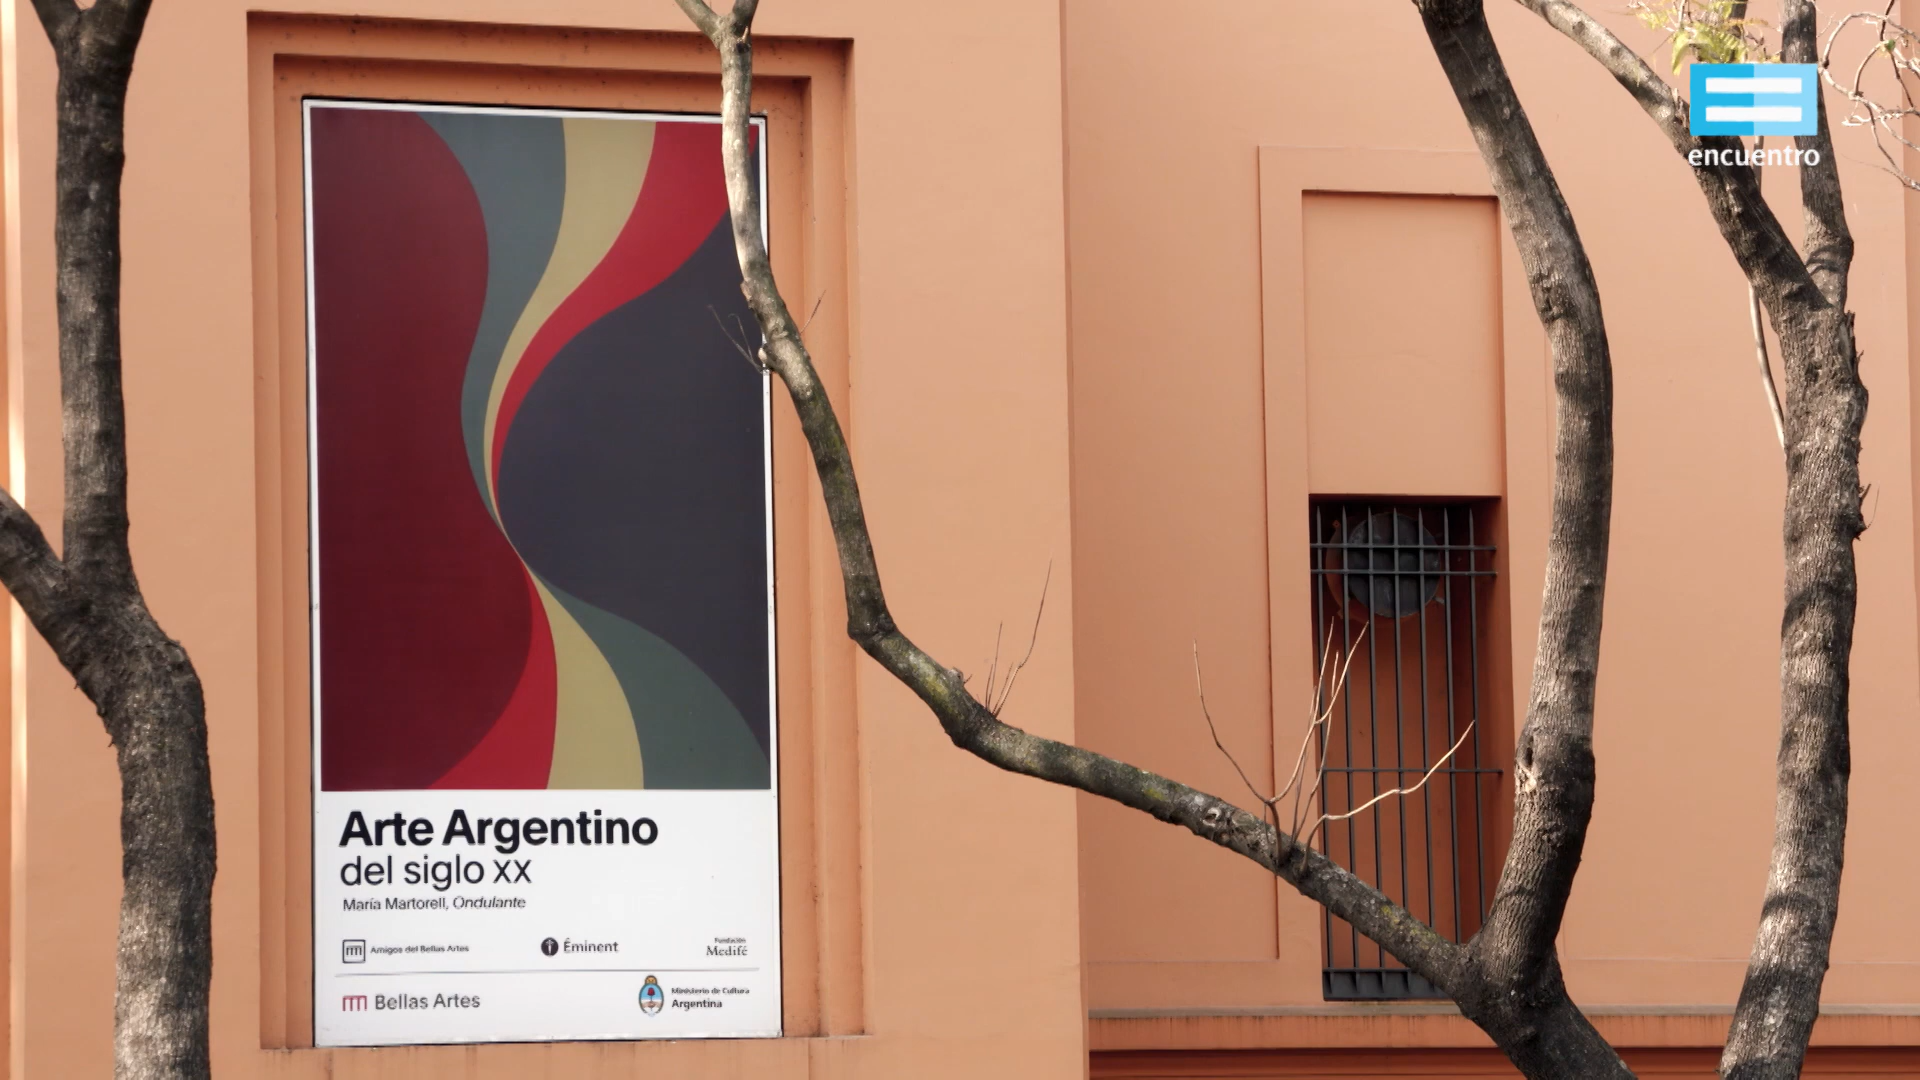 encuentro
Arte Argentino
del siglo XX
María Martorell, Ondulante
Amigos del Bellas Artes
Éminent
Fundación
Medifé
Bellas Artes
Ministerio de Cultura
Argentina